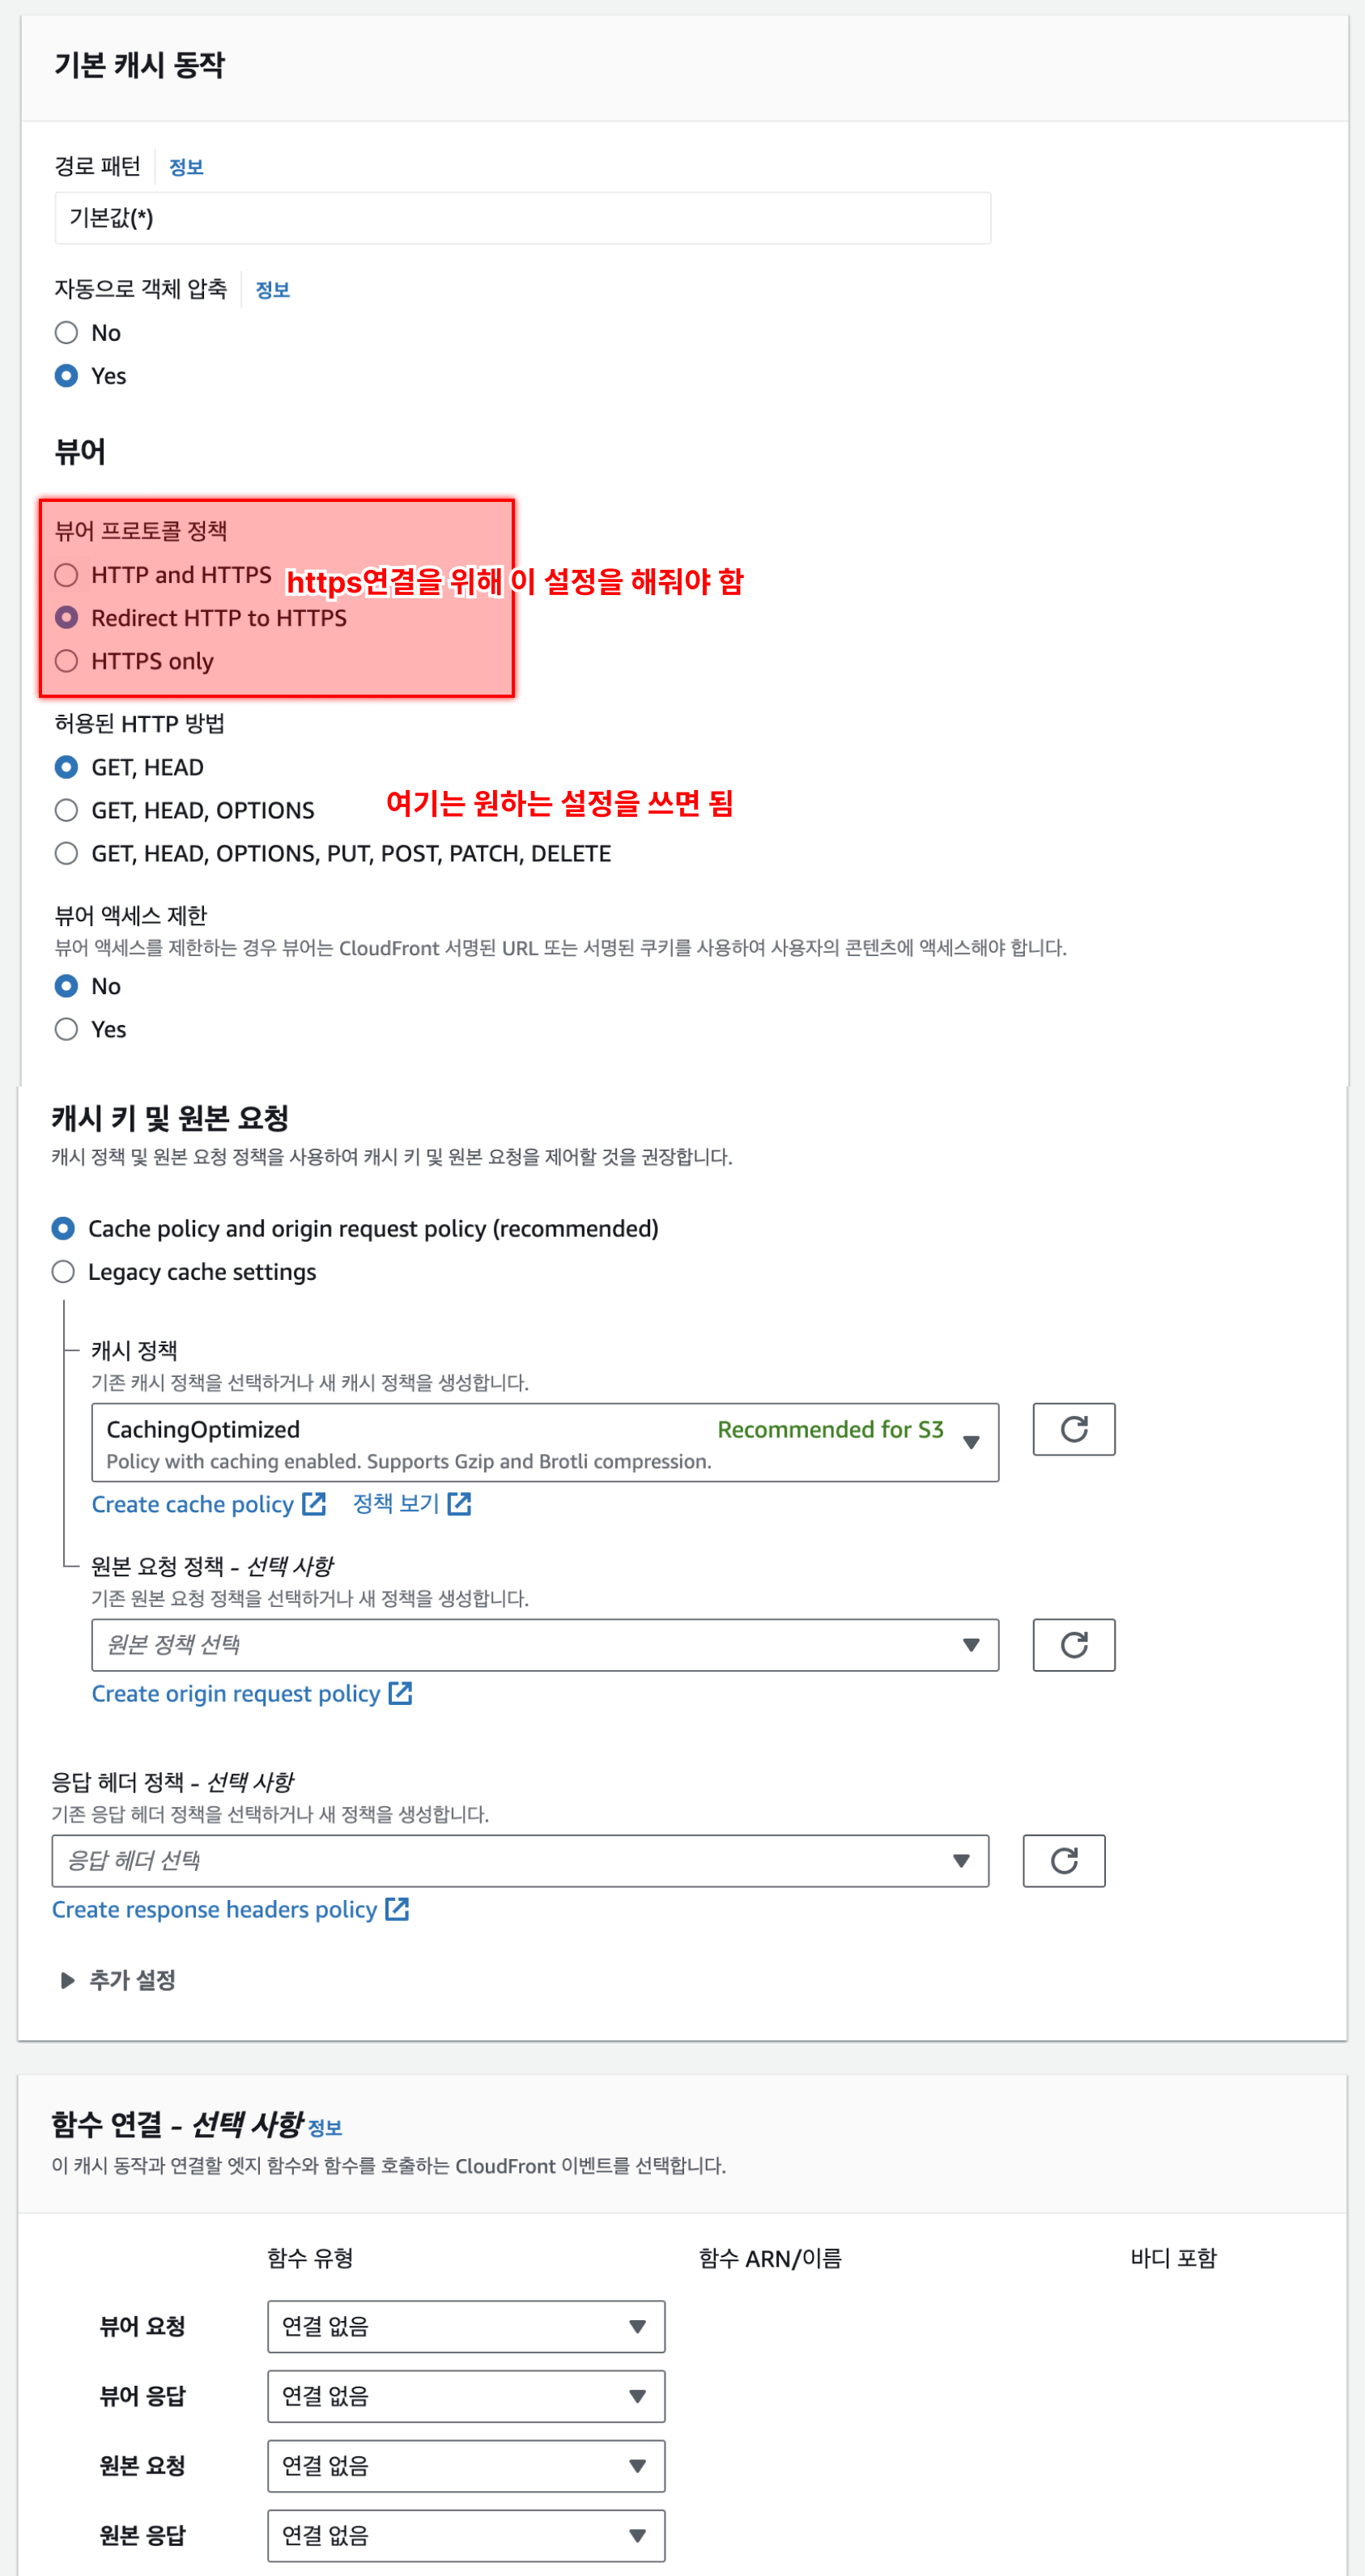 기본 캐시 동작
경로 패턴 정보
기본값(*)
자동으로 객체 압축 정보
No
Yes
뷰어
뷰어 프로토콜 정책
HTTP and HTTPS
https연결을 위해 이 설정을 해줘야 함
Redirect HTTP to HTTPS
HTTPS only
허용된 HTTP 방법
GET, HEAD
GET, HEAD, OPTIONS
여기는 원하는 설정을 쓰면 됨
GET, HEAD, OPTIONS, PUT, POST, PATCH, DELETE
뷰어 액세스 제한
뷰어 액세스를 제한하는 경우 뷰어는 CloudFront 서명된 URL 또는 서명된 쿠키를 사용하여 사용자의 콘텐츠에 액세스해야 합니다.
No
Yes
캐시 키 및 원본 요청
캐시 정책 및 원본 요청 정책을 사용하여 캐시 키 및 원본 요청을 제어할 것을 권장합니다.
Cache policy and origin request policy (recommended)
Legacy cache settings
캐시 정책
기존 캐시 정책을 선택하거나 새 캐시 정책을 생성합니다.
CachingOptimized Recommended for S3
Policy with caching enabled. Supports Gzip and Brotli compression.
Create cache policy 정책 보기
원본 요청 정책 - 선택 사항
기존 원본 요청 정책을 선택하거나 새 정책을 생성합니다.
원본 정책 선택
Create origin request policy
응답 헤더 정책 - 선택 사항
기존 응답 헤더 정책을 선택하거나 새 정책을 생성합니다.
응답 헤더 선택
Create response headers policy
추가 설정
함수 연결 - 선택 사항 정보
이 캐시 동작과 연결할 엣지 함수와 함수를 호출하는 CloudFront 이벤트를 선택합니다.
함수 유형 함수 ARN/이름 바디 포함
뷰어 요청 연결 없음
뷰어 응답 연결 없음
원본 요청 연결 없음
원본 응답 연결 없음